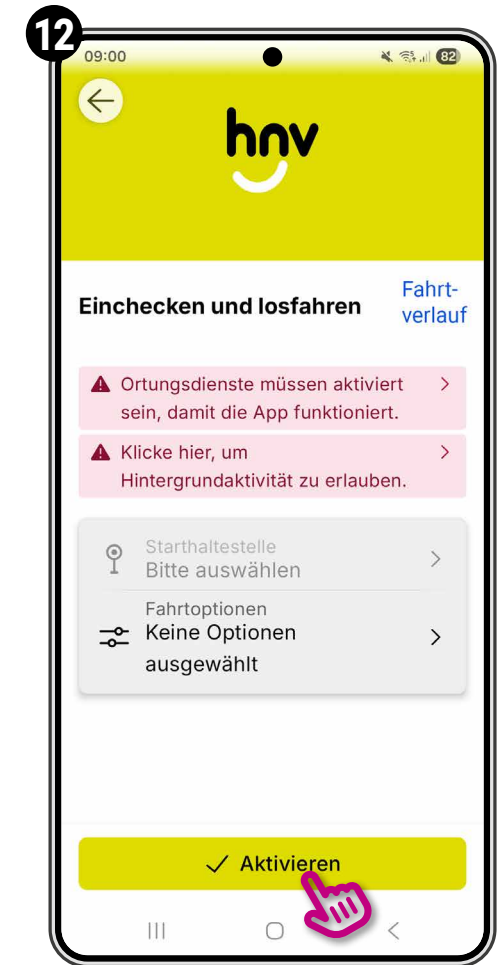 12
09:00
82
hnv
Einchecken und losfahren
Fahrt-
verlauf
Ortungsdienste müssen aktiviert
sein, damit die App funktioniert.
Klicke hier, um
Hintergrundaktivität zu erlauben.
Starthaltestelle
Bitte auswählen
Fahrtoptionen
Keine Optionen
ausgewählt
Aktivieren